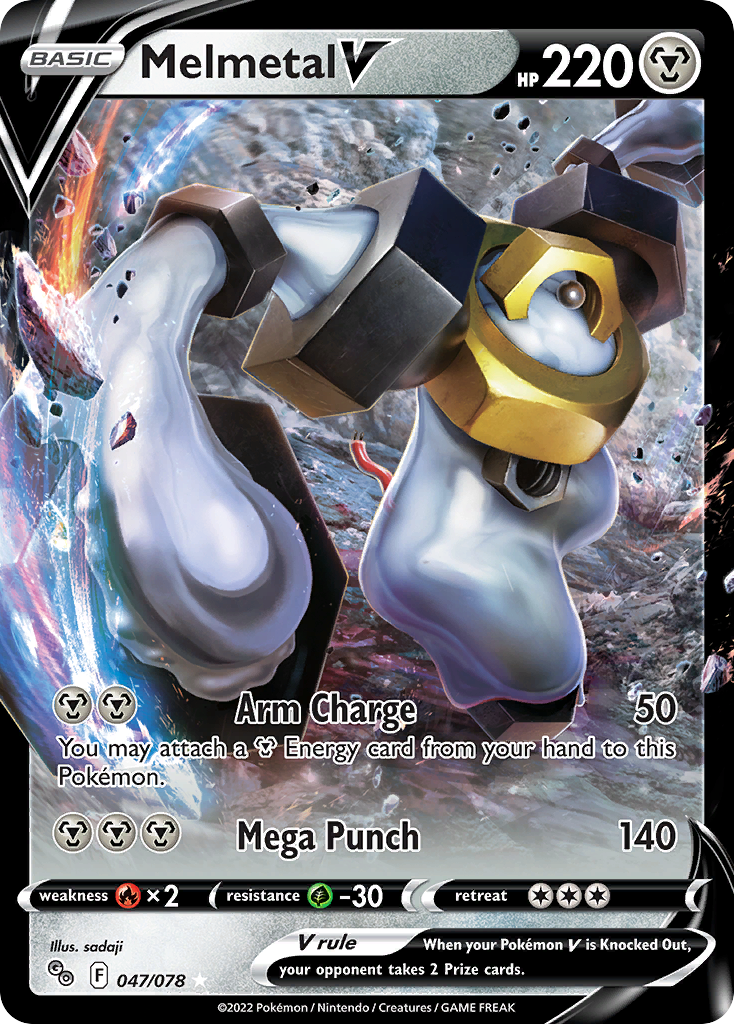 BASIC Melmetal V HP 220
Arm Charge 50
You may attach a Energy card from your hand to this
Pokémon.
Mega Punch 140
weakness ×2 resistance -30 retreat
Illus. sadaji
V rule When your Pokémon V is Knocked Out,
your opponent takes 2 Prize cards.
GO F 047/078
©2022 Pokémon / Nintendo / Creatures / GAME FREAK